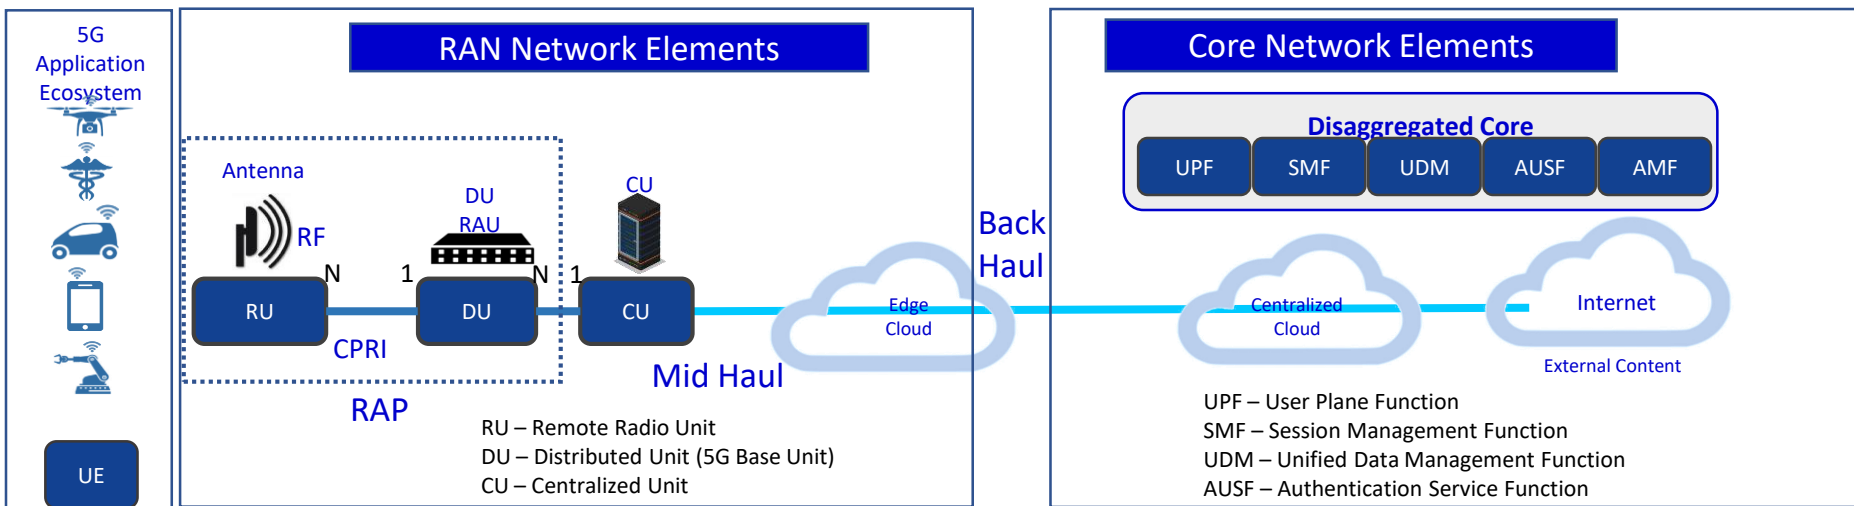 5G
Application
Ecosystem
UE
RAN Network Elements
Antenna
RF
DU
RAU
CU
N
1
N
1
RU
DU
CU
CPRI
RAP
Mid Haul
Edge
Cloud
Back
Haul
RU – Remote Radio Unit
DU – Distributed Unit (5G Base Unit)
CU – Centralized Unit
Core Network Elements
Disaggregated Core
UPF
SMF
UDM
AUSF
AMF
Centralized
Cloud
Internet
External Content
UPF – User Plane Function
SMF – Session Management Function
UDM – Unified Data Management Function
AUSF – Authentication Service Function